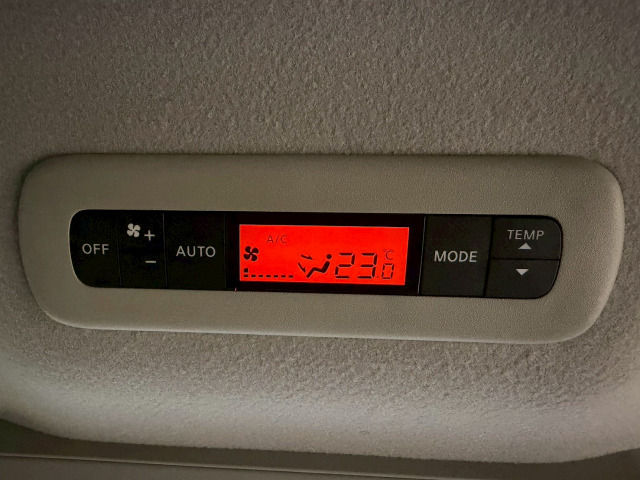 OFF
+
−
AUTO
A/C
23.0
°C
MODE
TEMP